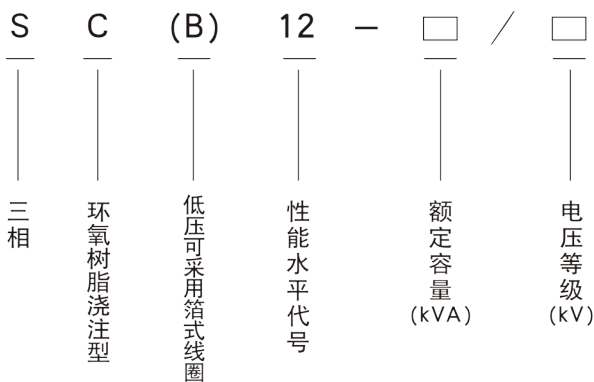 S C (B) 12 — □ / □
三相
环氧树脂浇注型
低压可采用箔式线圈
性能水平代号
额定容量(kVA)
电压等级(kV)